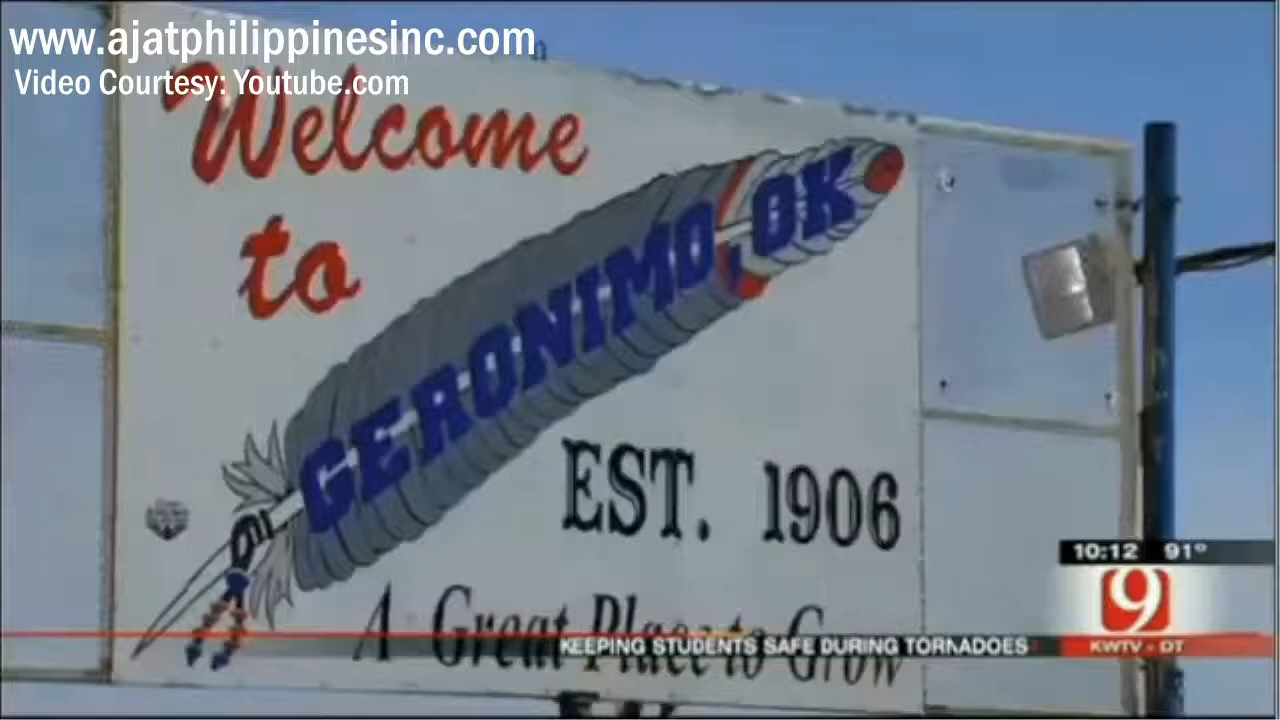 www.ajatphilippinesinc.com
Video Courtesy: Youtube.com
Welcome
to
GERONIMO, OK
EST. 1906
A Great Place to Grow
10:12 91°
9
KEEPING STUDENTS SAFE DURING TORNADOES
KWTV - DT